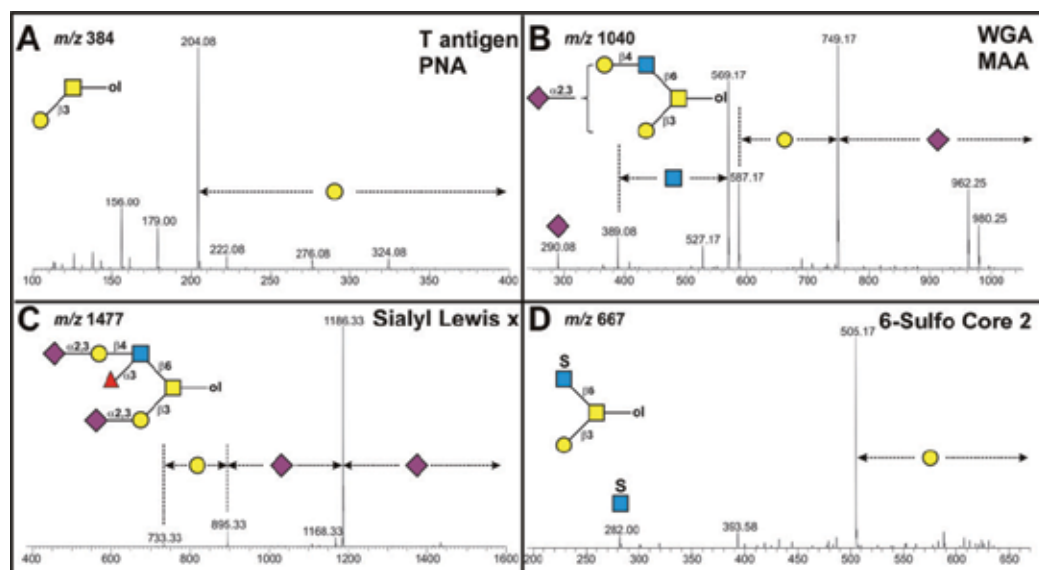 A m/z 384
T antigen
PNA
204.08
ol
β3
156.00
179.00
222.08
276.08
324.08
100 150 200 250 300 350 400
B m/z 1040
WGA
MAA
749.17
β4
α2,3
β6
ol
β3
569.17
587.17
389.08
290.08
527.17
962.25
980.25
300 400 500 600 700 800 900 1000
C m/z 1477
Sialyl Lewis x
1186.33
α2,3
β4
α3
β6
ol
α2,3
β3
733.33
895.33
1168.33
400 600 800 1000 1200 1400 1600
D m/z 667
6-Sulfo Core 2
505.17
S
β6
ol
β3
S
282.00
393.58
200 250 300 350 400 450 500 550 600 650